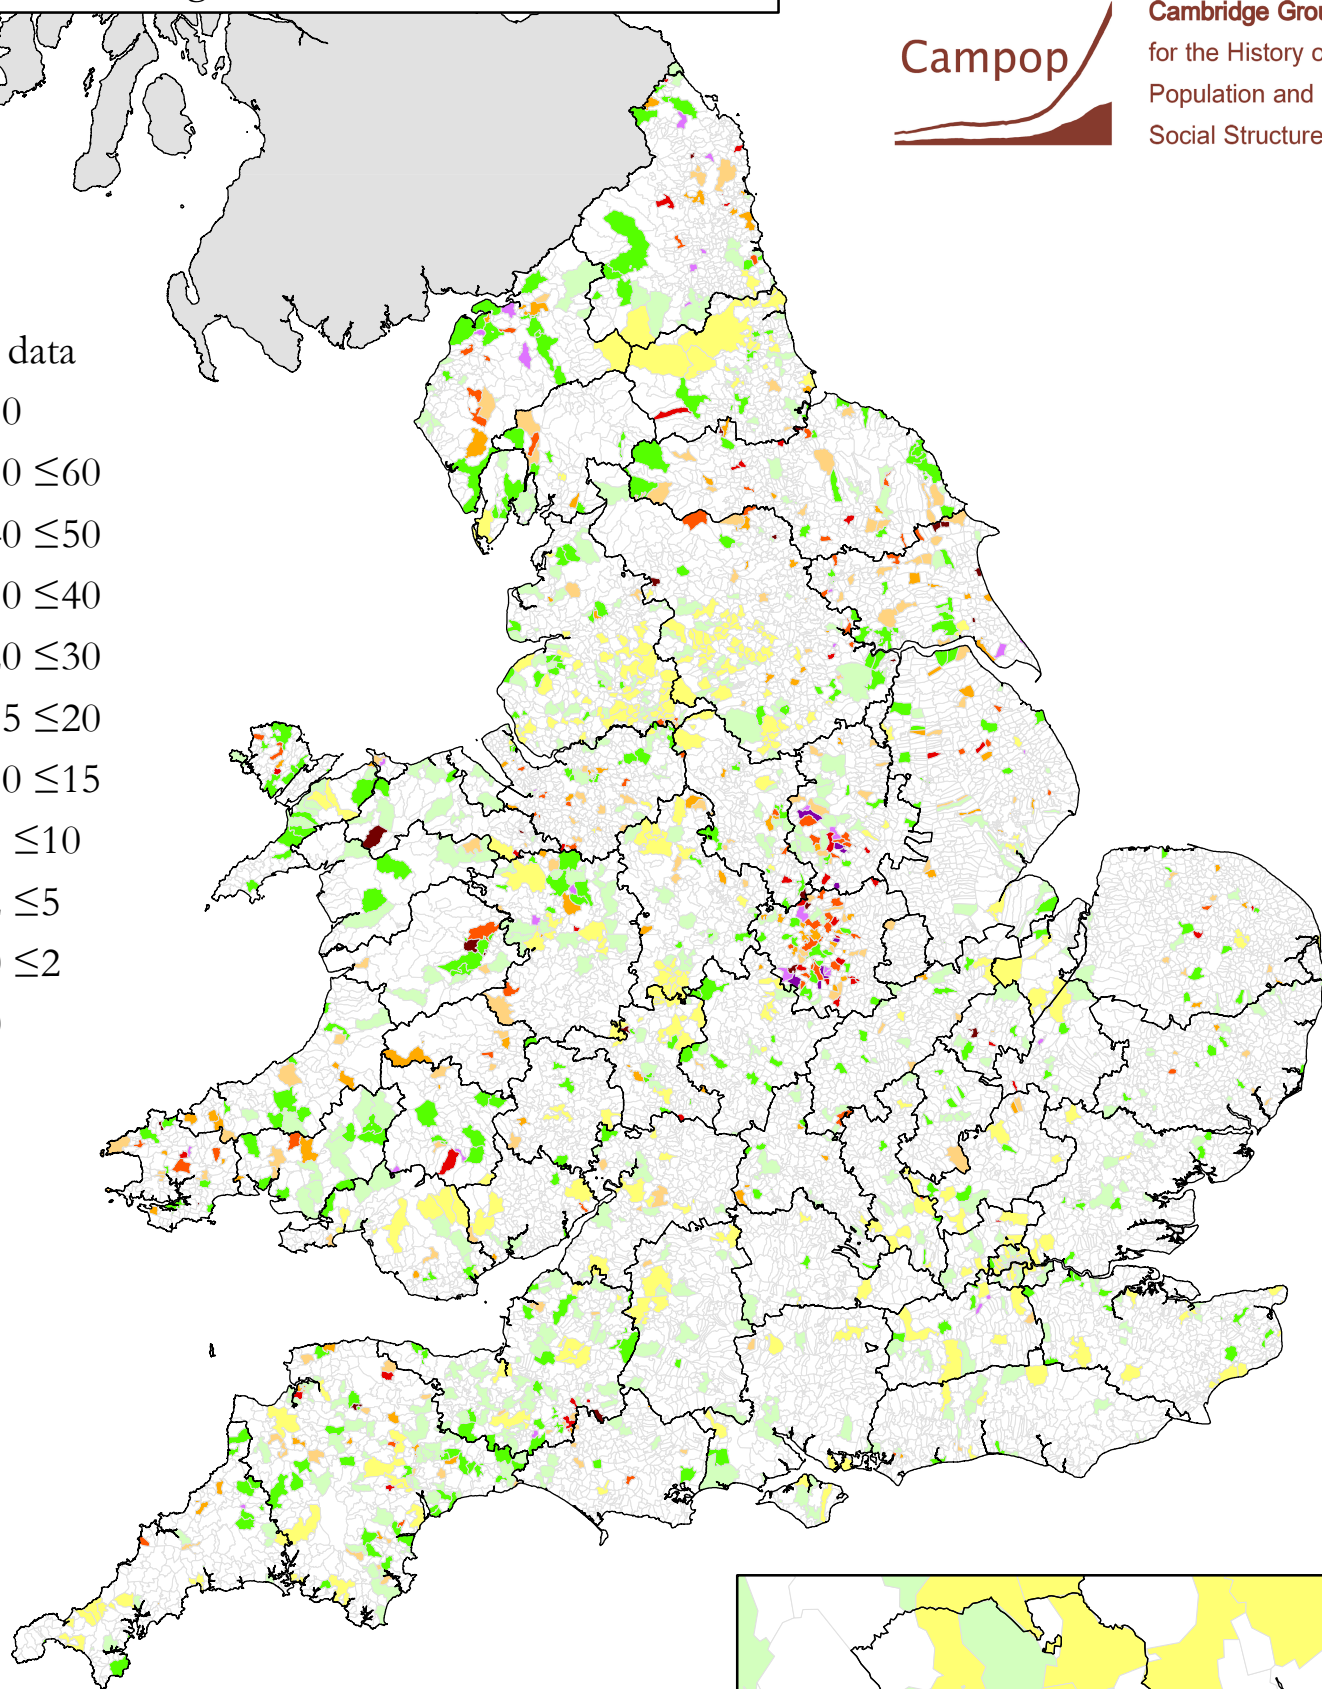 Cambridge Grou
for the History o
Population and
Social Structure
Campop
data
0
0 ≤60
0 ≤50
0 ≤40
0 ≤30
5 ≤20
0 ≤15
≤10
≤5
≤2